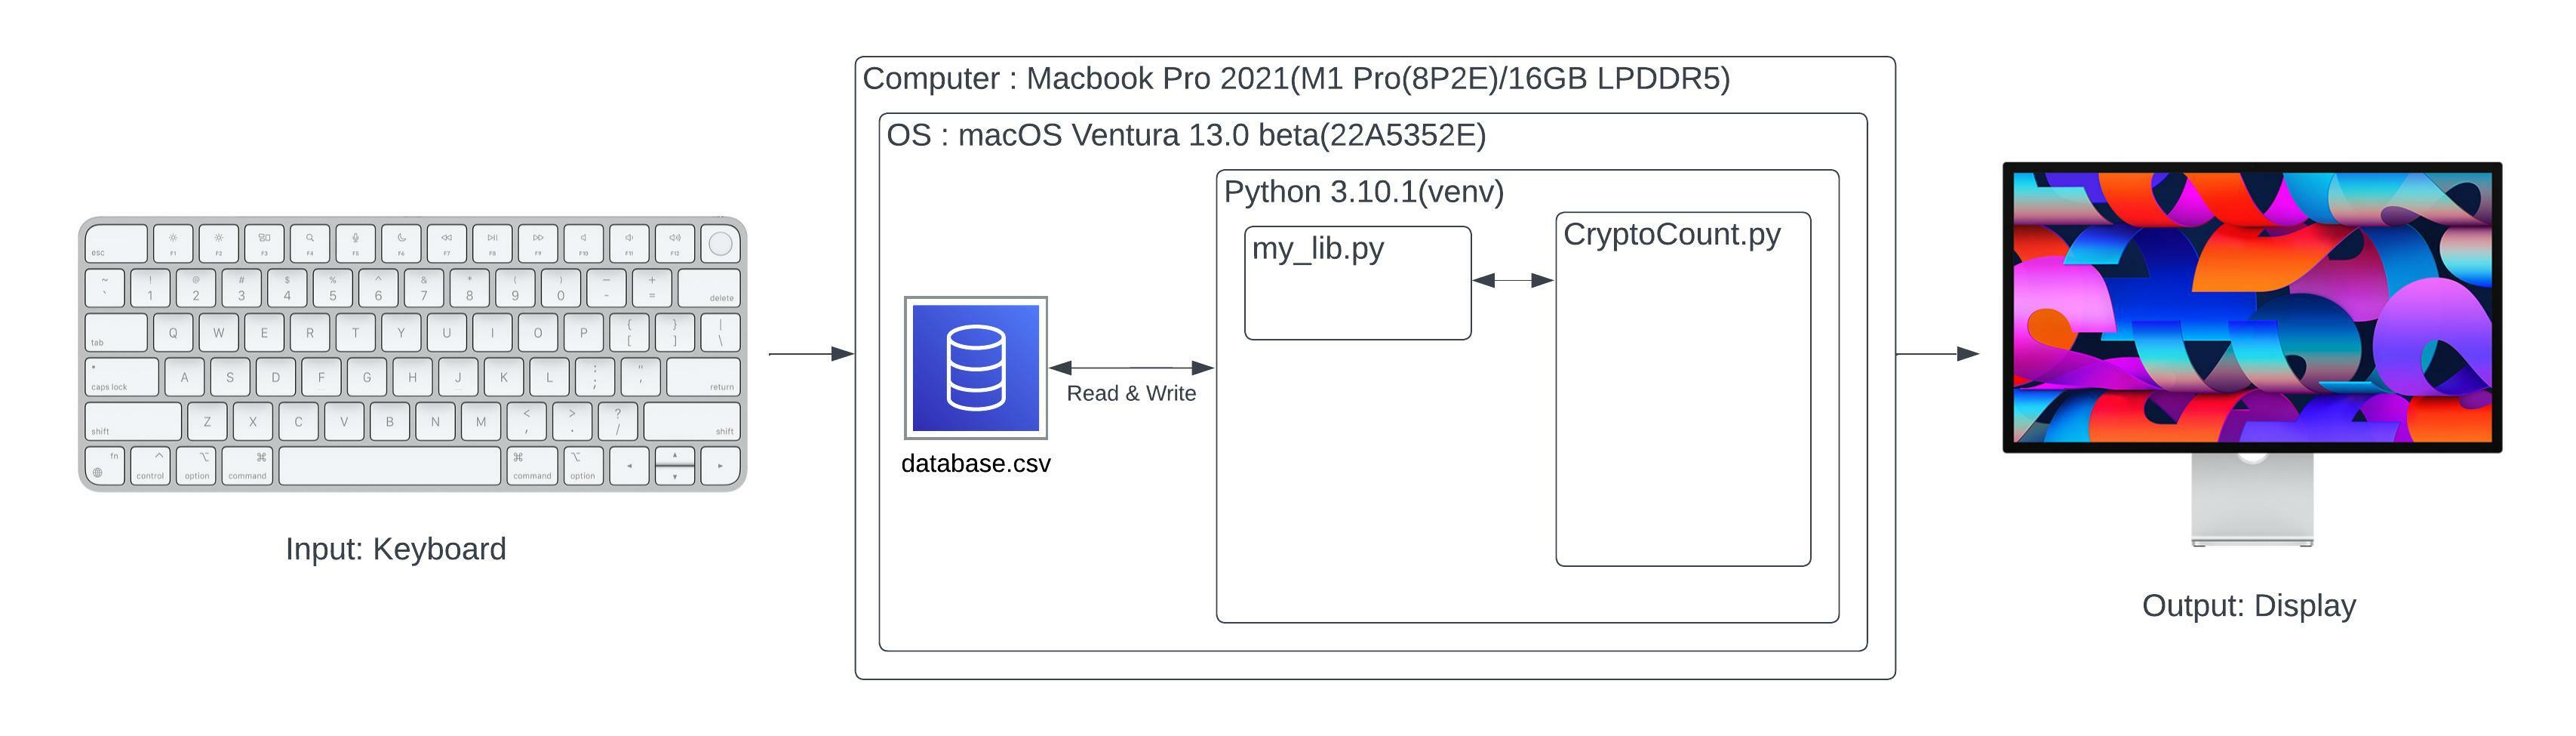 Computer : Macbook Pro 2021(M1 Pro(8P2E)/16GB LPDDR5)
OS : macOS Ventura 13.0 beta(22A5352E)
Python 3.10.1(venv)
my_lib.py
CryptoCount.py
Read & Write
database.csv
esc F1 F2 F3 F4 F5 F6 F7 F8 F9 F10 F11 F12
~ ! @ # $ % ^ & * ( ) — +
` 1 2 3 4 5 6 7 8 9 0 - = delete
tab Q W E R T Y U I O P { [ } ] | \
caps lock A S D F G H J K L : ; " ' return
shift Z X C V B N M < , > . ? / shift
fn control option command command option
Input: Keyboard
Output: Display